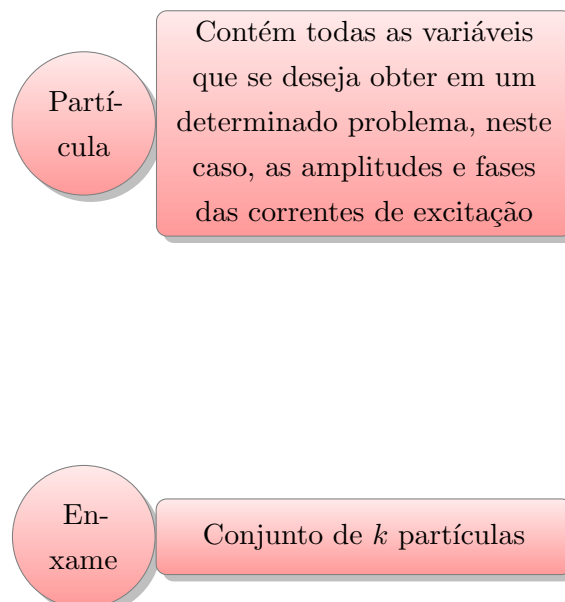 Partí-
cula
Contém todas as variáveis
que se deseja obter em um
determinado problema, neste
caso, as amplitudes e fases
das correntes de excitação
En-
xame
Conjunto de k partículas